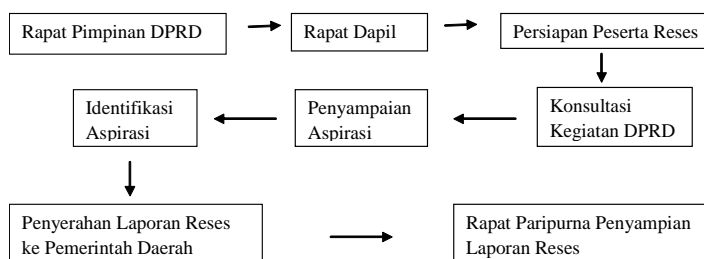 Rapat Pimpinan DPRD
Rapat Dapil
Persiapan Peserta Reses
Konsultasi
Kegiatan DPRD
Penyampaian
Aspirasi
Identifikasi
Aspirasi
Penyerahan Laporan Reses
ke Pemerintah Daerah
Rapat Paripurna Penyampian
Laporan Reses